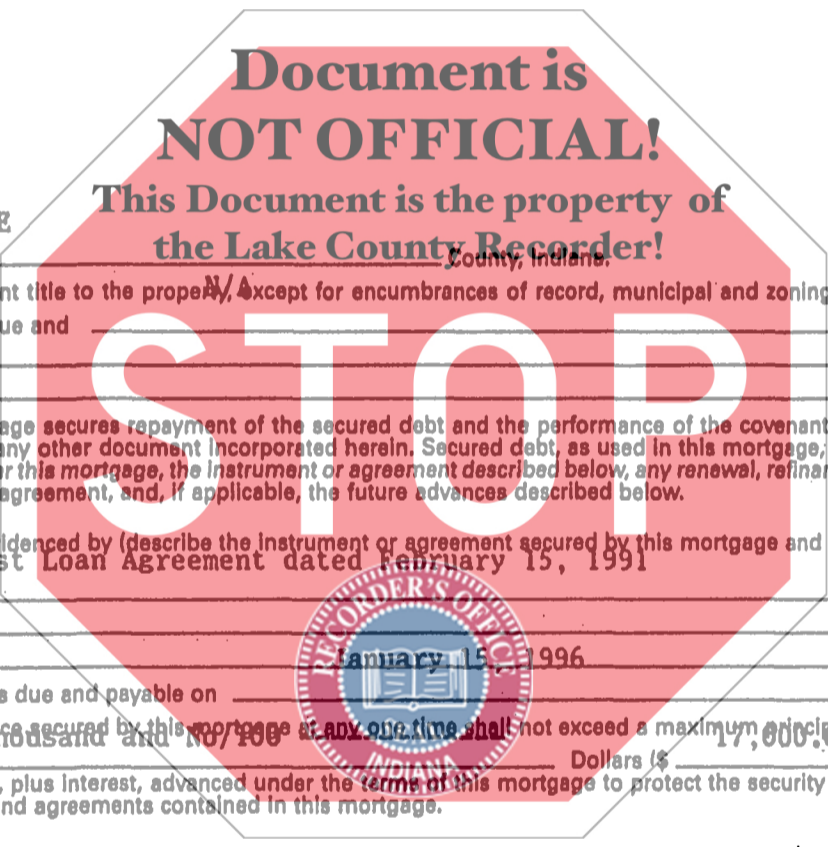 Document is
NOT OFFICIAL!
This Document is the property of
the Lake County Recorder!
E
County, Indiana.
N/A
nt title to the property, except for encumbrances of record, municipal and zoning
ue and
STOP
age secures repayment of the secured debt and the performance of the covenant
any other document incorporated herein. Secured debt, as used in this mortgage,
r this mortgage, the instrument or agreement described below, any renewal, refinan
agreement, and, if applicable, the future advances described below.
idenced by (describe the instrument or agreement secured by this mortgage and
st Loan Agreement dated February 15, 1991
RECORDER'S OFFICE
January 15, 1996
s due and payable on
ce secured by this mortgage at any one time shall not exceed a maximum princip
housand and No/100 17,000.0
Dollars ($
INDIANA
, plus interest, advanced under the terms of this mortgage to protect the security
nd agreements contained in this mortgage.